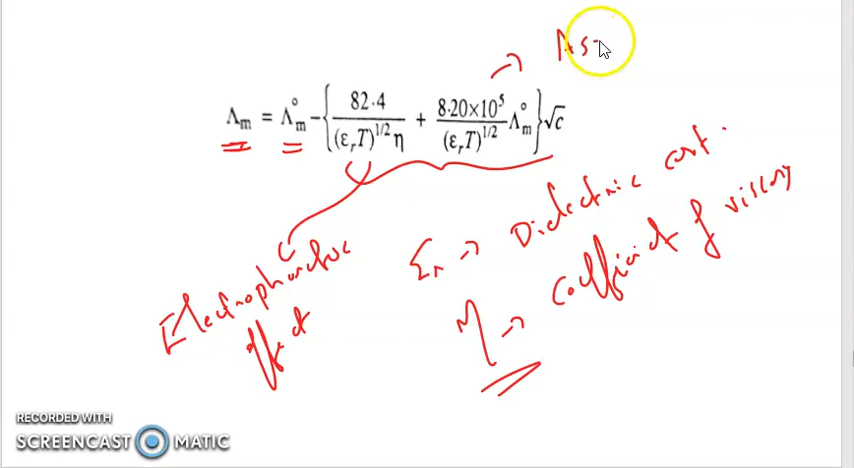 As-
Λm = Λ°m − { 82·4 / (εrT)^1/2 η + 8·20×10^5 / (εrT)^1/2 Λ°m } √c
Electrophoretic
effect
εr → Dielectric const.
η → Coefficient of viscosity
RECORDED WITH
SCREENCAST MATIC